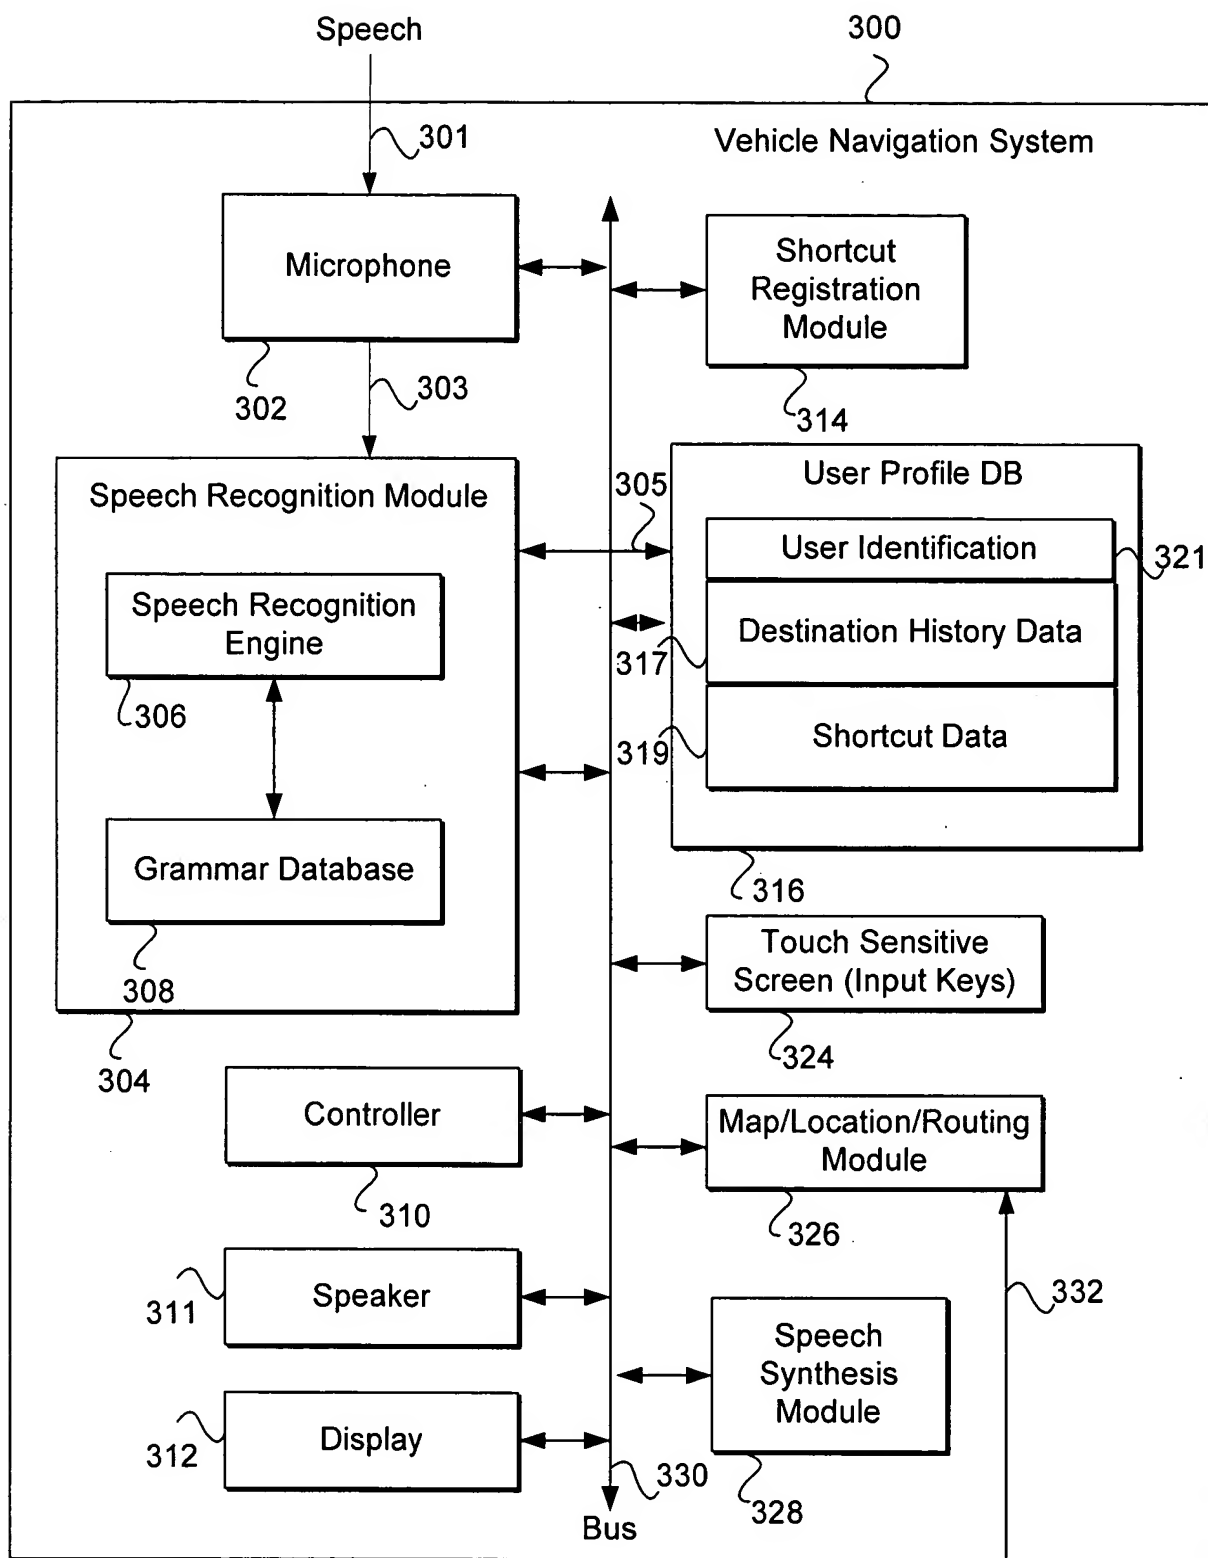 Speech
300
301
Vehicle Navigation System
Microphone
Shortcut
Registration
Module
302
303
314
Speech Recognition Module
305
User Profile DB
User Identification
321
Speech Recognition
Engine
Destination History Data
317
306
Shortcut Data
319
Grammar Database
316
308
Touch Sensitive
Screen (Input Keys)
304
324
Controller
Map/Location/Routing
Module
310
326
Speaker
311
332
Speech
Synthesis
Module
Display
312
330
328
Bus